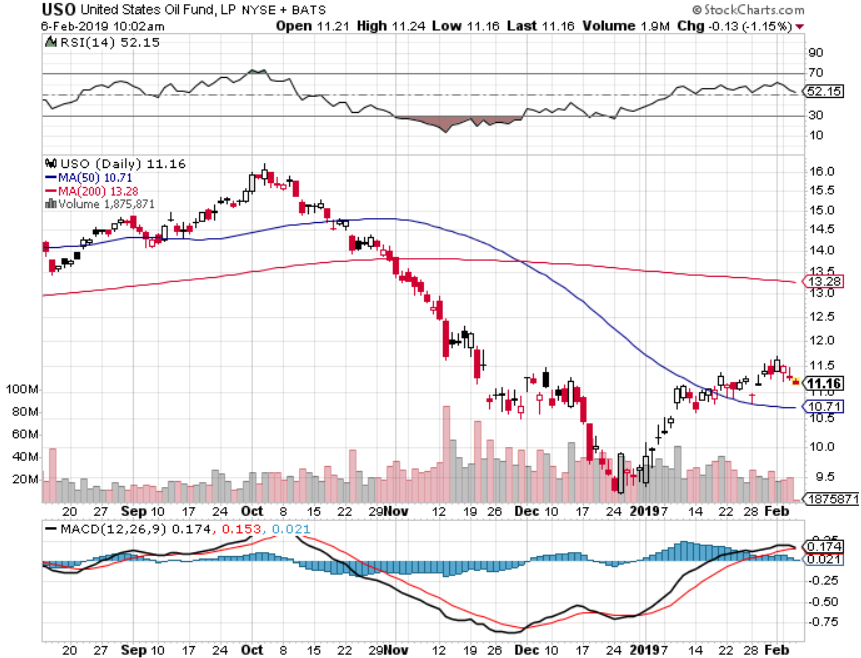 USO United States Oil Fund, LP NYSE + BATS © StockCharts.com
6-Feb-2019 10:02am Open 11.21 High 11.24 Low 11.16 Last 11.16 Volume 1.9M Chg -0.13 (-1.15%)
RSI(14) 52.15
90
70
52.15
30
10
USO (Daily) 11.16
MA(50) 10.71
MA(200) 13.28
Volume 1,875,871
16.0
15.5
15.0
14.5
14.0
13.5
13.28
13.0
12.5
12.0
11.5
11.16
11.0
10.71
10.5
10.0
9.5
1875871
100M
80M
60M
40M
20M
20 27 Sep 10 17 24 Oct 8 15 22 29 Nov 12 19 26 Dec 10 17 24 2019 7 14 22 28 Feb
MACD(12,26,9) 0.174, 0.153, 0.021
0.25
0.174
0.021
-0.25
-0.50
-0.75
20 27 Sep 10 17 24 Oct 8 15 22 29 Nov 12 19 26 Dec 10 17 24 2019 7 14 22 28 Feb